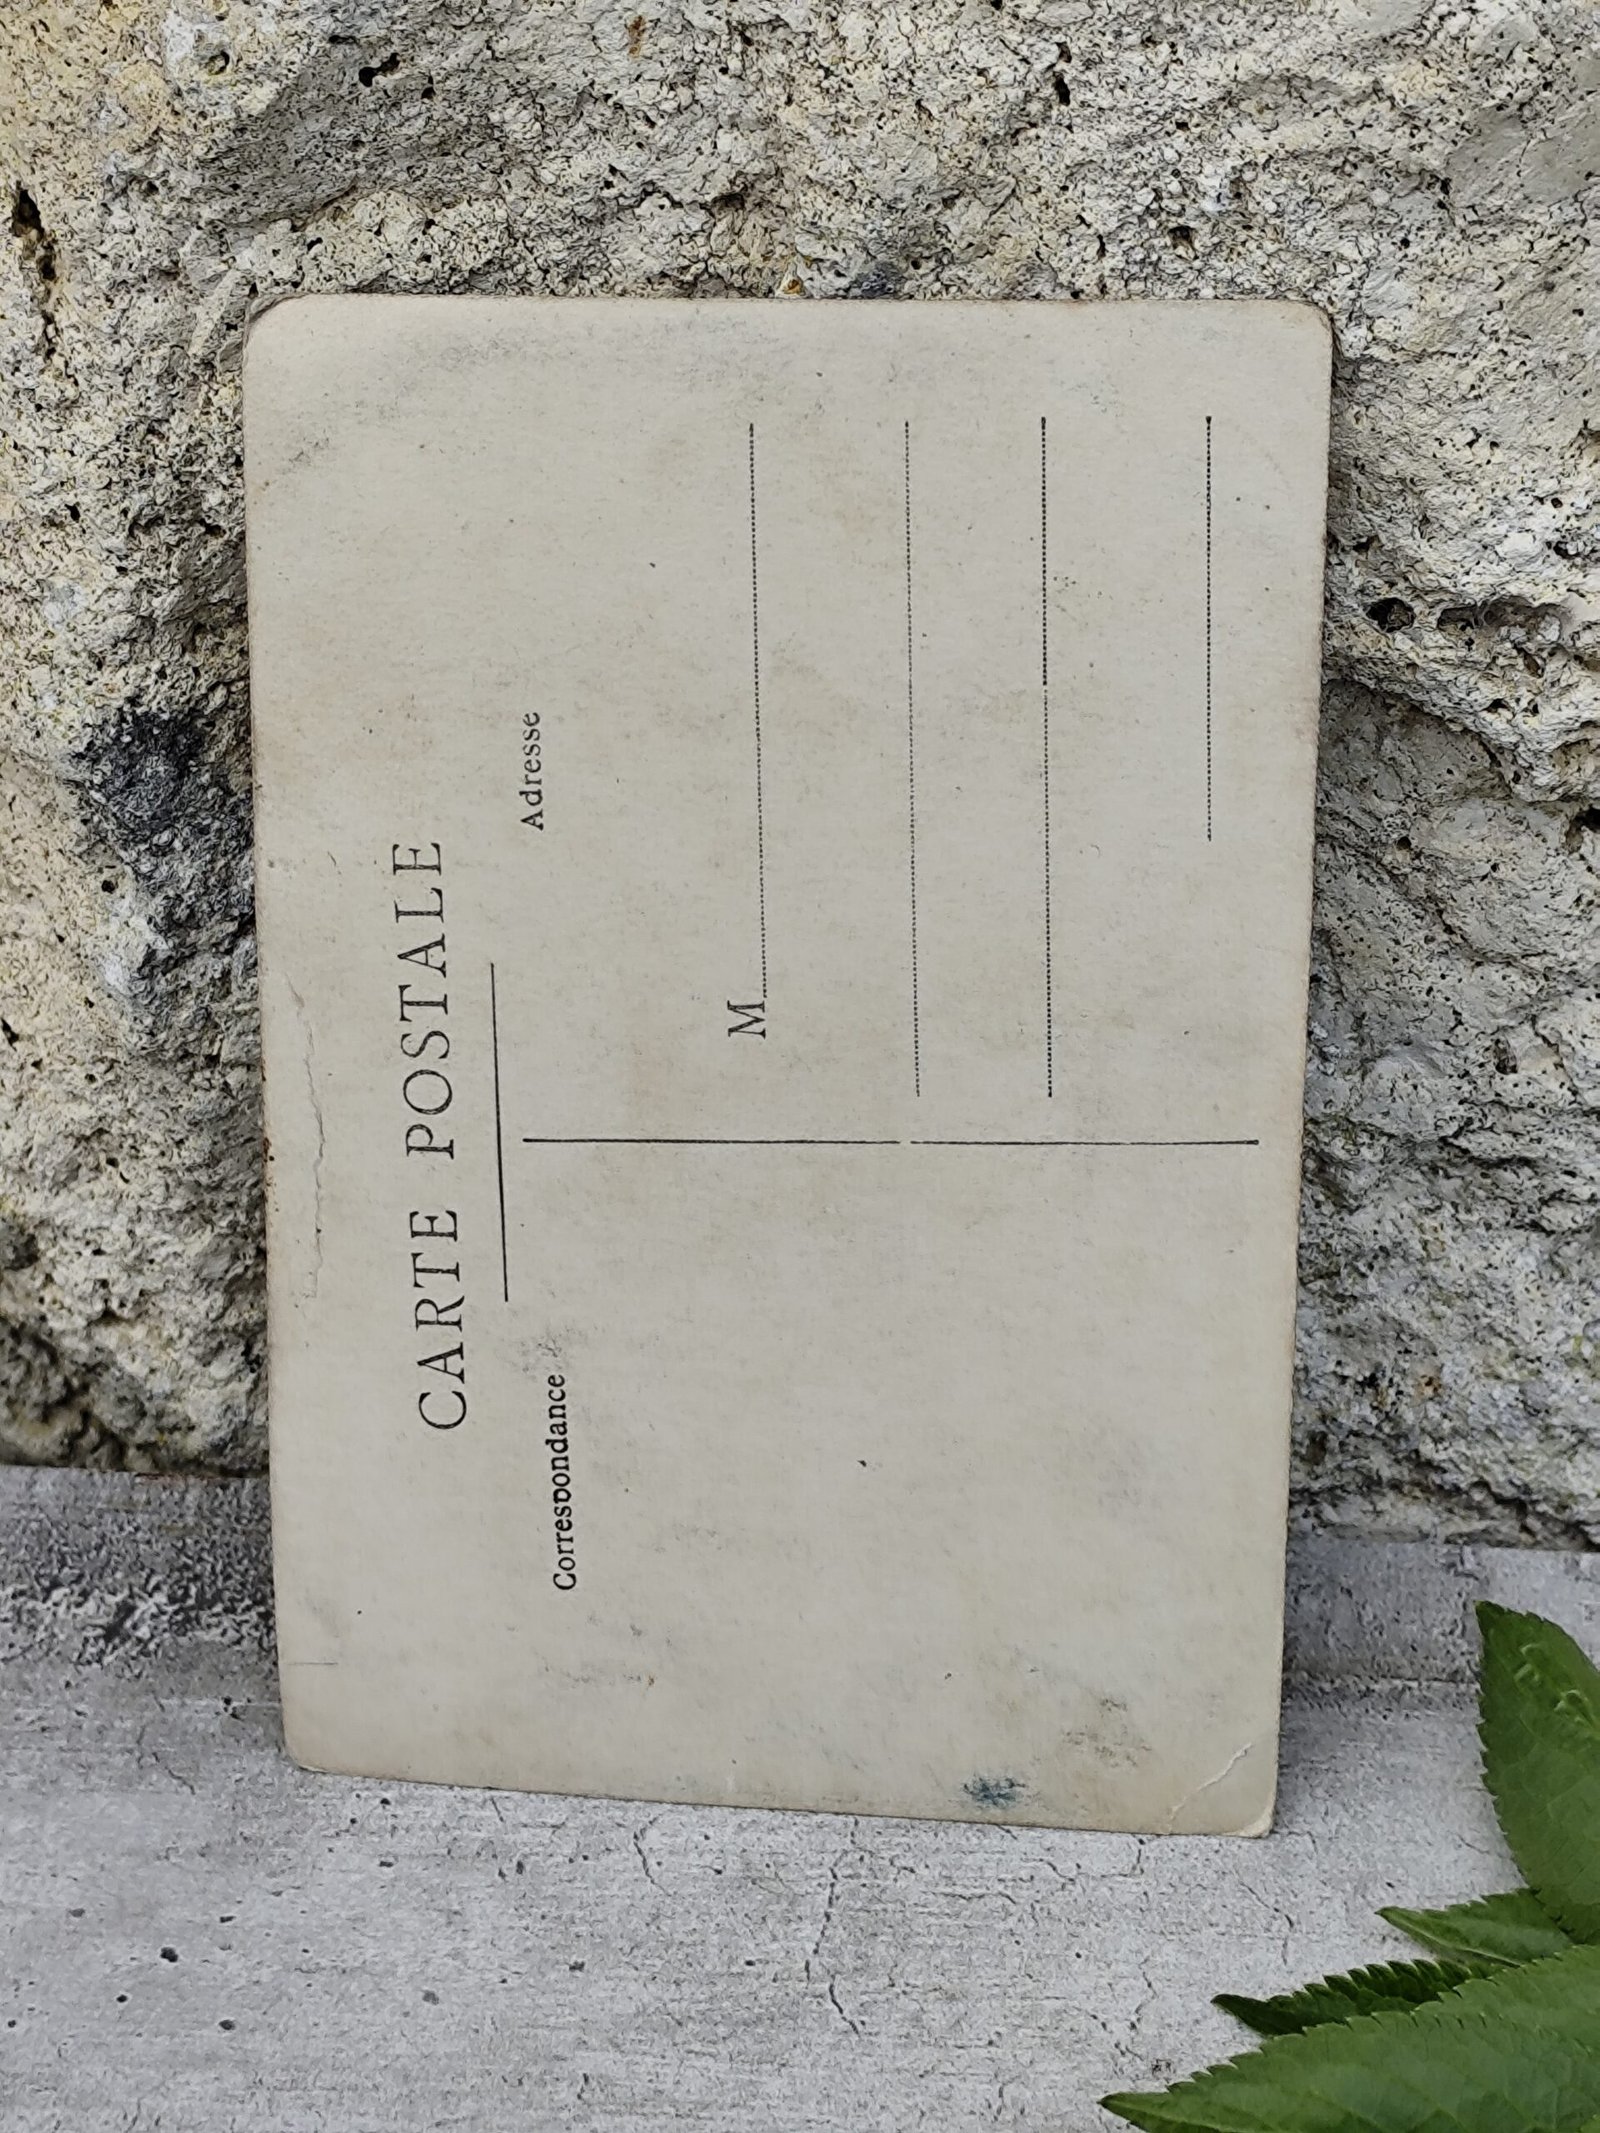 CARTE POSTALE
Correspondance
Adresse
M